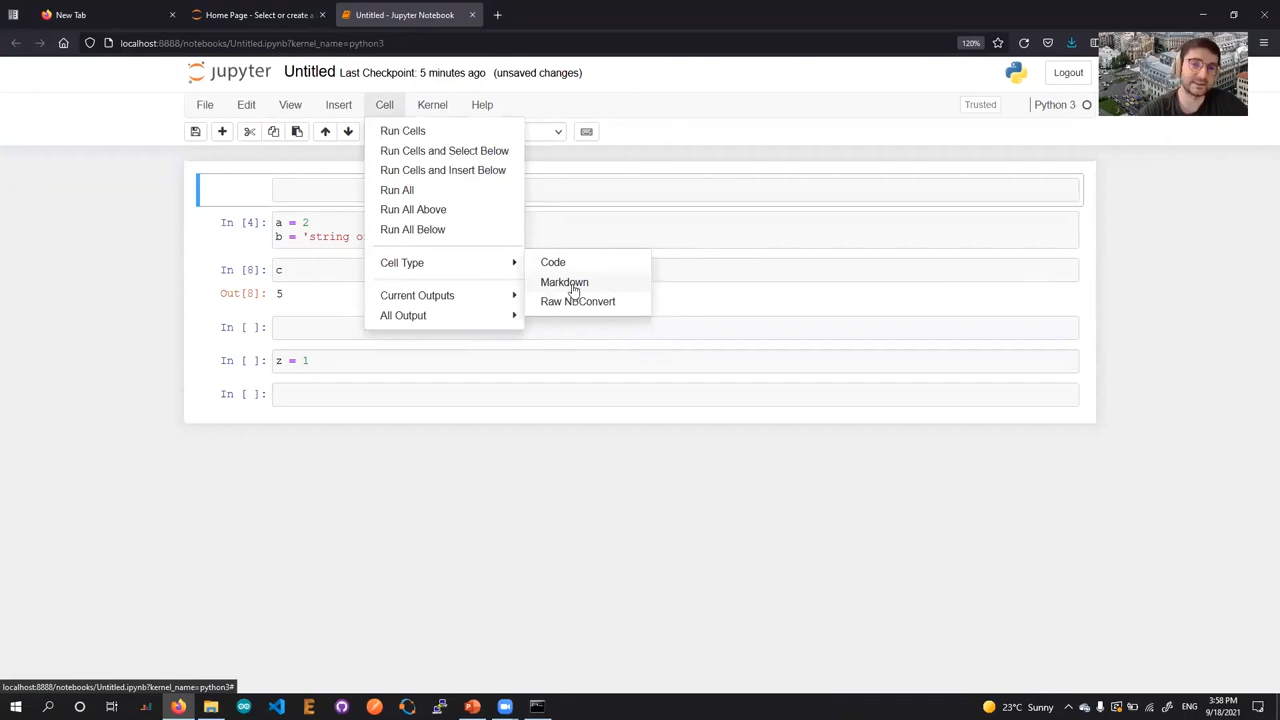 New Tab
Home Page - Select or create a
Untitled - Jupyter Notebook
localhost:8888/notebooks/Untitled.ipynb?kernel_name=python3
120%
jupyter Untitled Last Checkpoint: 5 minutes ago (unsaved changes)
Logout
File Edit View Insert Cell Kernel Help
Trusted
Python 3
Run Cells
Run Cells and Select Below
Run Cells and Insert Below
Run All
Run All Above
Run All Below
Cell Type
Current Outputs
All Output
Code
Markdown
Raw NBConvert
In [4]: a = 2
b = 'string
In [8]: c
Out[8]: 5
In [ ]:
In [ ]: z = 1
In [ ]:
localhost:8888/notebooks/Untitled.ipynb?kernel_name=python3#
23°C Sunny
3:58 PM
9/18/2021